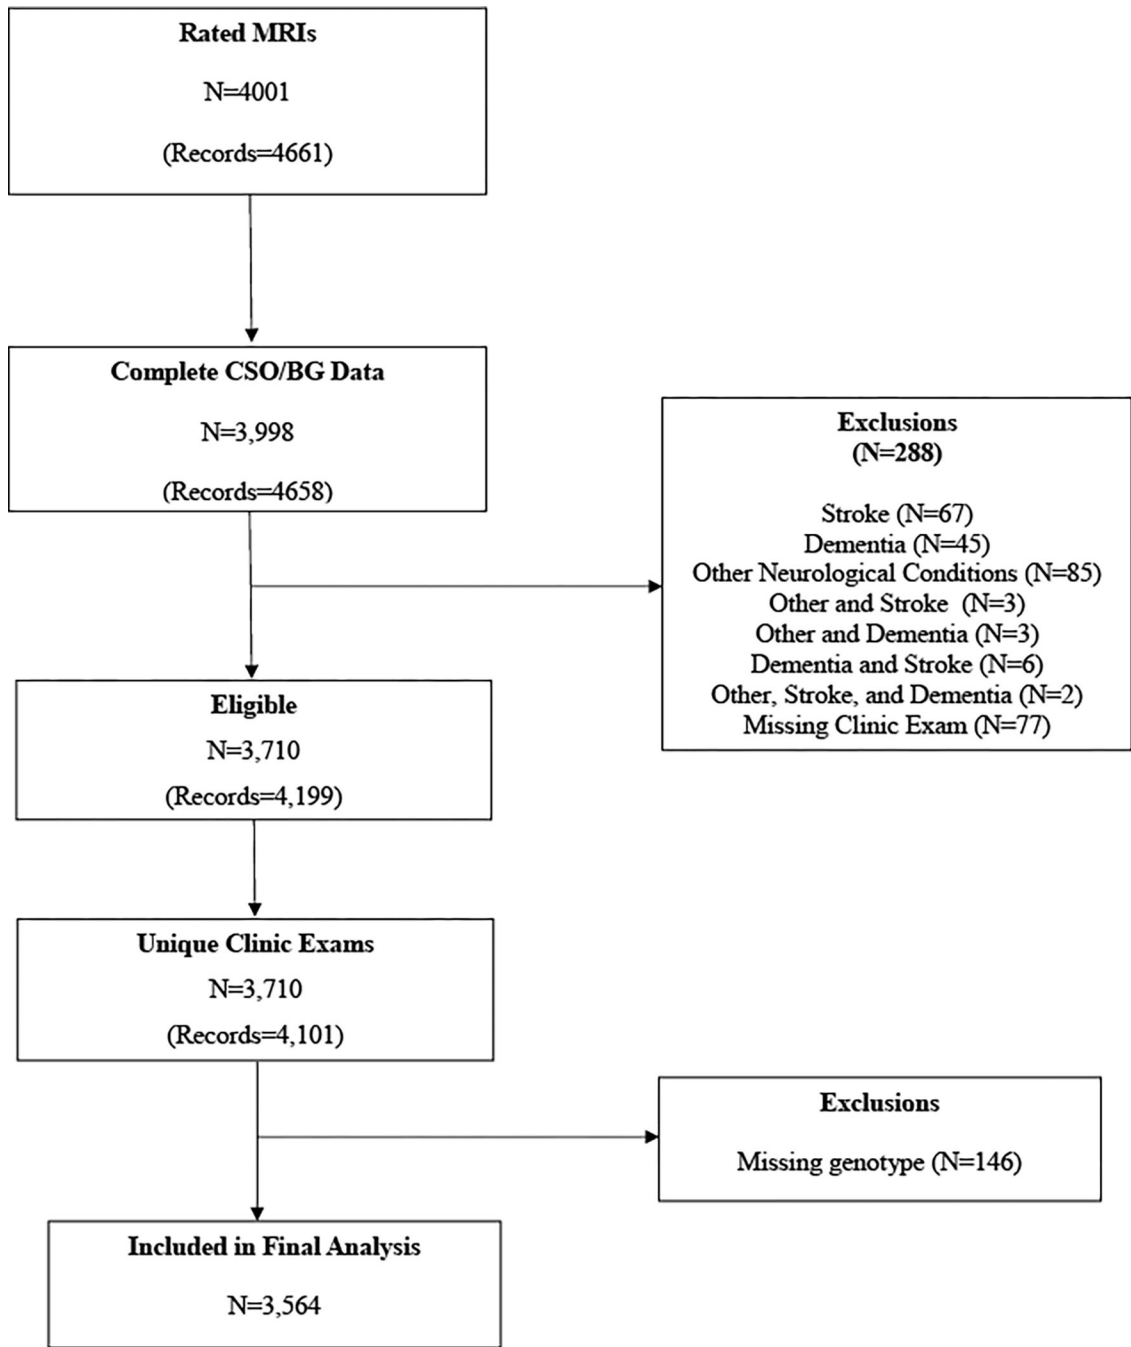 Rated MRIs
N=4001
(Records=4661)
Complete CSO/BG Data
N=3,998
(Records=4658)
Exclusions
(N=288)
Stroke (N=67)
Dementia (N=45)
Other Neurological Conditions (N=85)
Other and Stroke (N=3)
Other and Dementia (N=3)
Dementia and Stroke (N=6)
Other, Stroke, and Dementia (N=2)
Missing Clinic Exam (N=77)
Eligible
N=3,710
(Records=4,199)
Unique Clinic Exams
N=3,710
(Records=4,101)
Exclusions
Missing genotype (N=146)
Included in Final Analysis
N=3,564